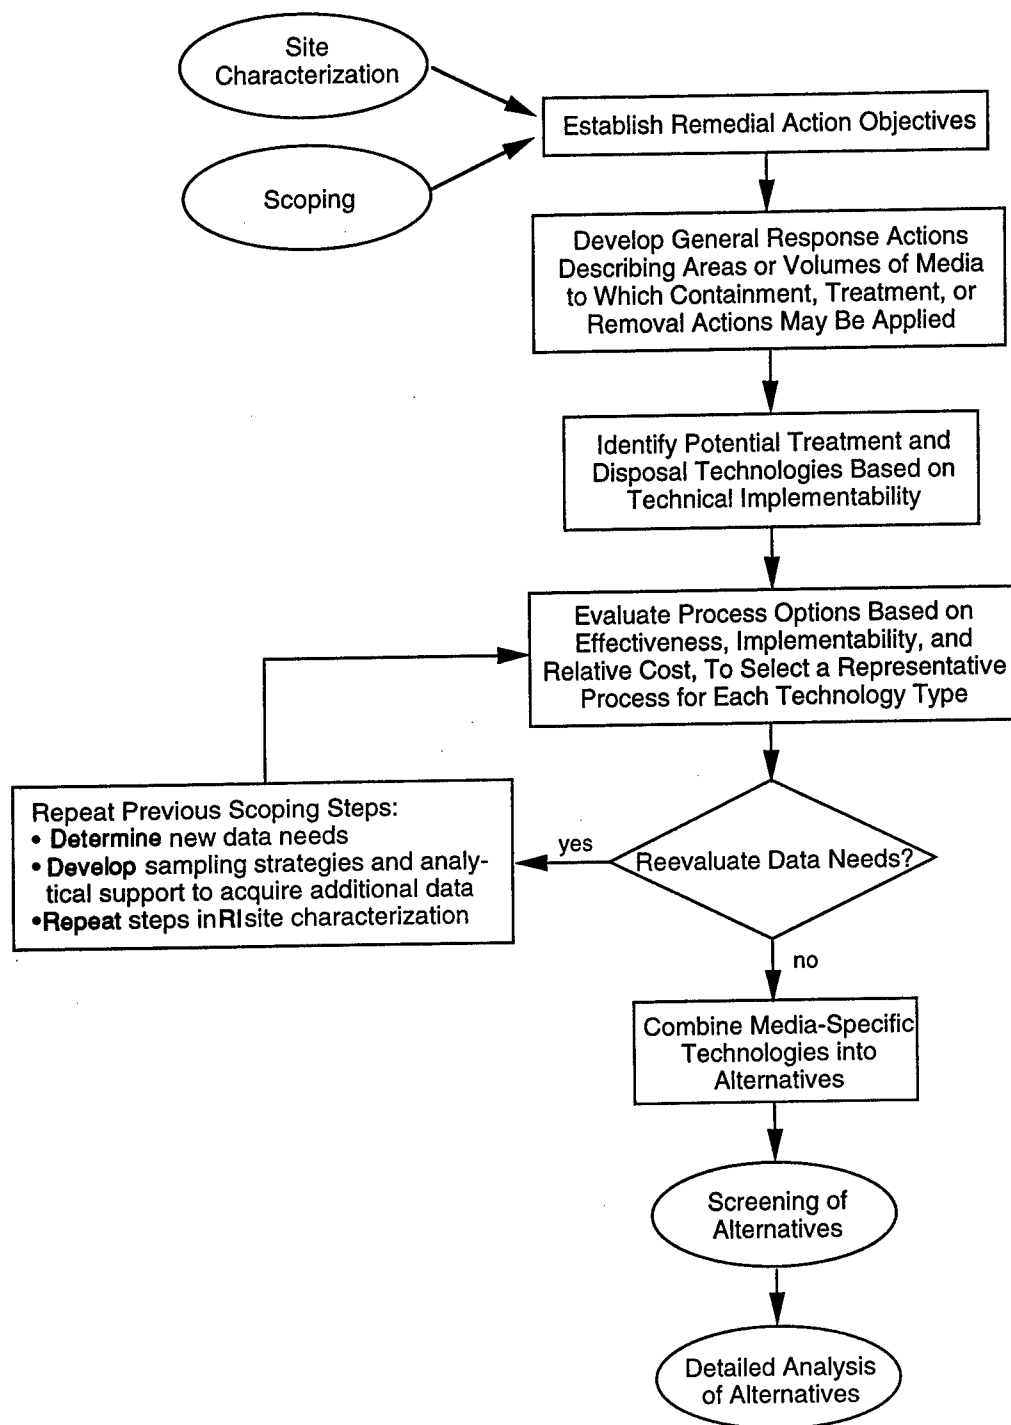 Site
Characterization
Scoping
Establish Remedial Action Objectives
Develop General Response Actions
Describing Areas or Volumes of Media
to Which Containment, Treatment, or
Removal Actions May Be Applied
Identify Potential Treatment and
Disposal Technologies Based on
Technical Implementability
Evaluate Process Options Based on
Effectiveness, Implementability, and
Relative Cost, To Select a Representative
Process for Each Technology Type
Repeat Previous Scoping Steps:
• Determine new data needs
• Develop sampling strategies and analy-
tical support to acquire additional data
•Repeat steps in RI site characterization
yes
Reevaluate Data Needs?
no
Combine Media-Specific
Technologies into
Alternatives
Screening of
Alternatives
Detailed Analysis
of Alternatives